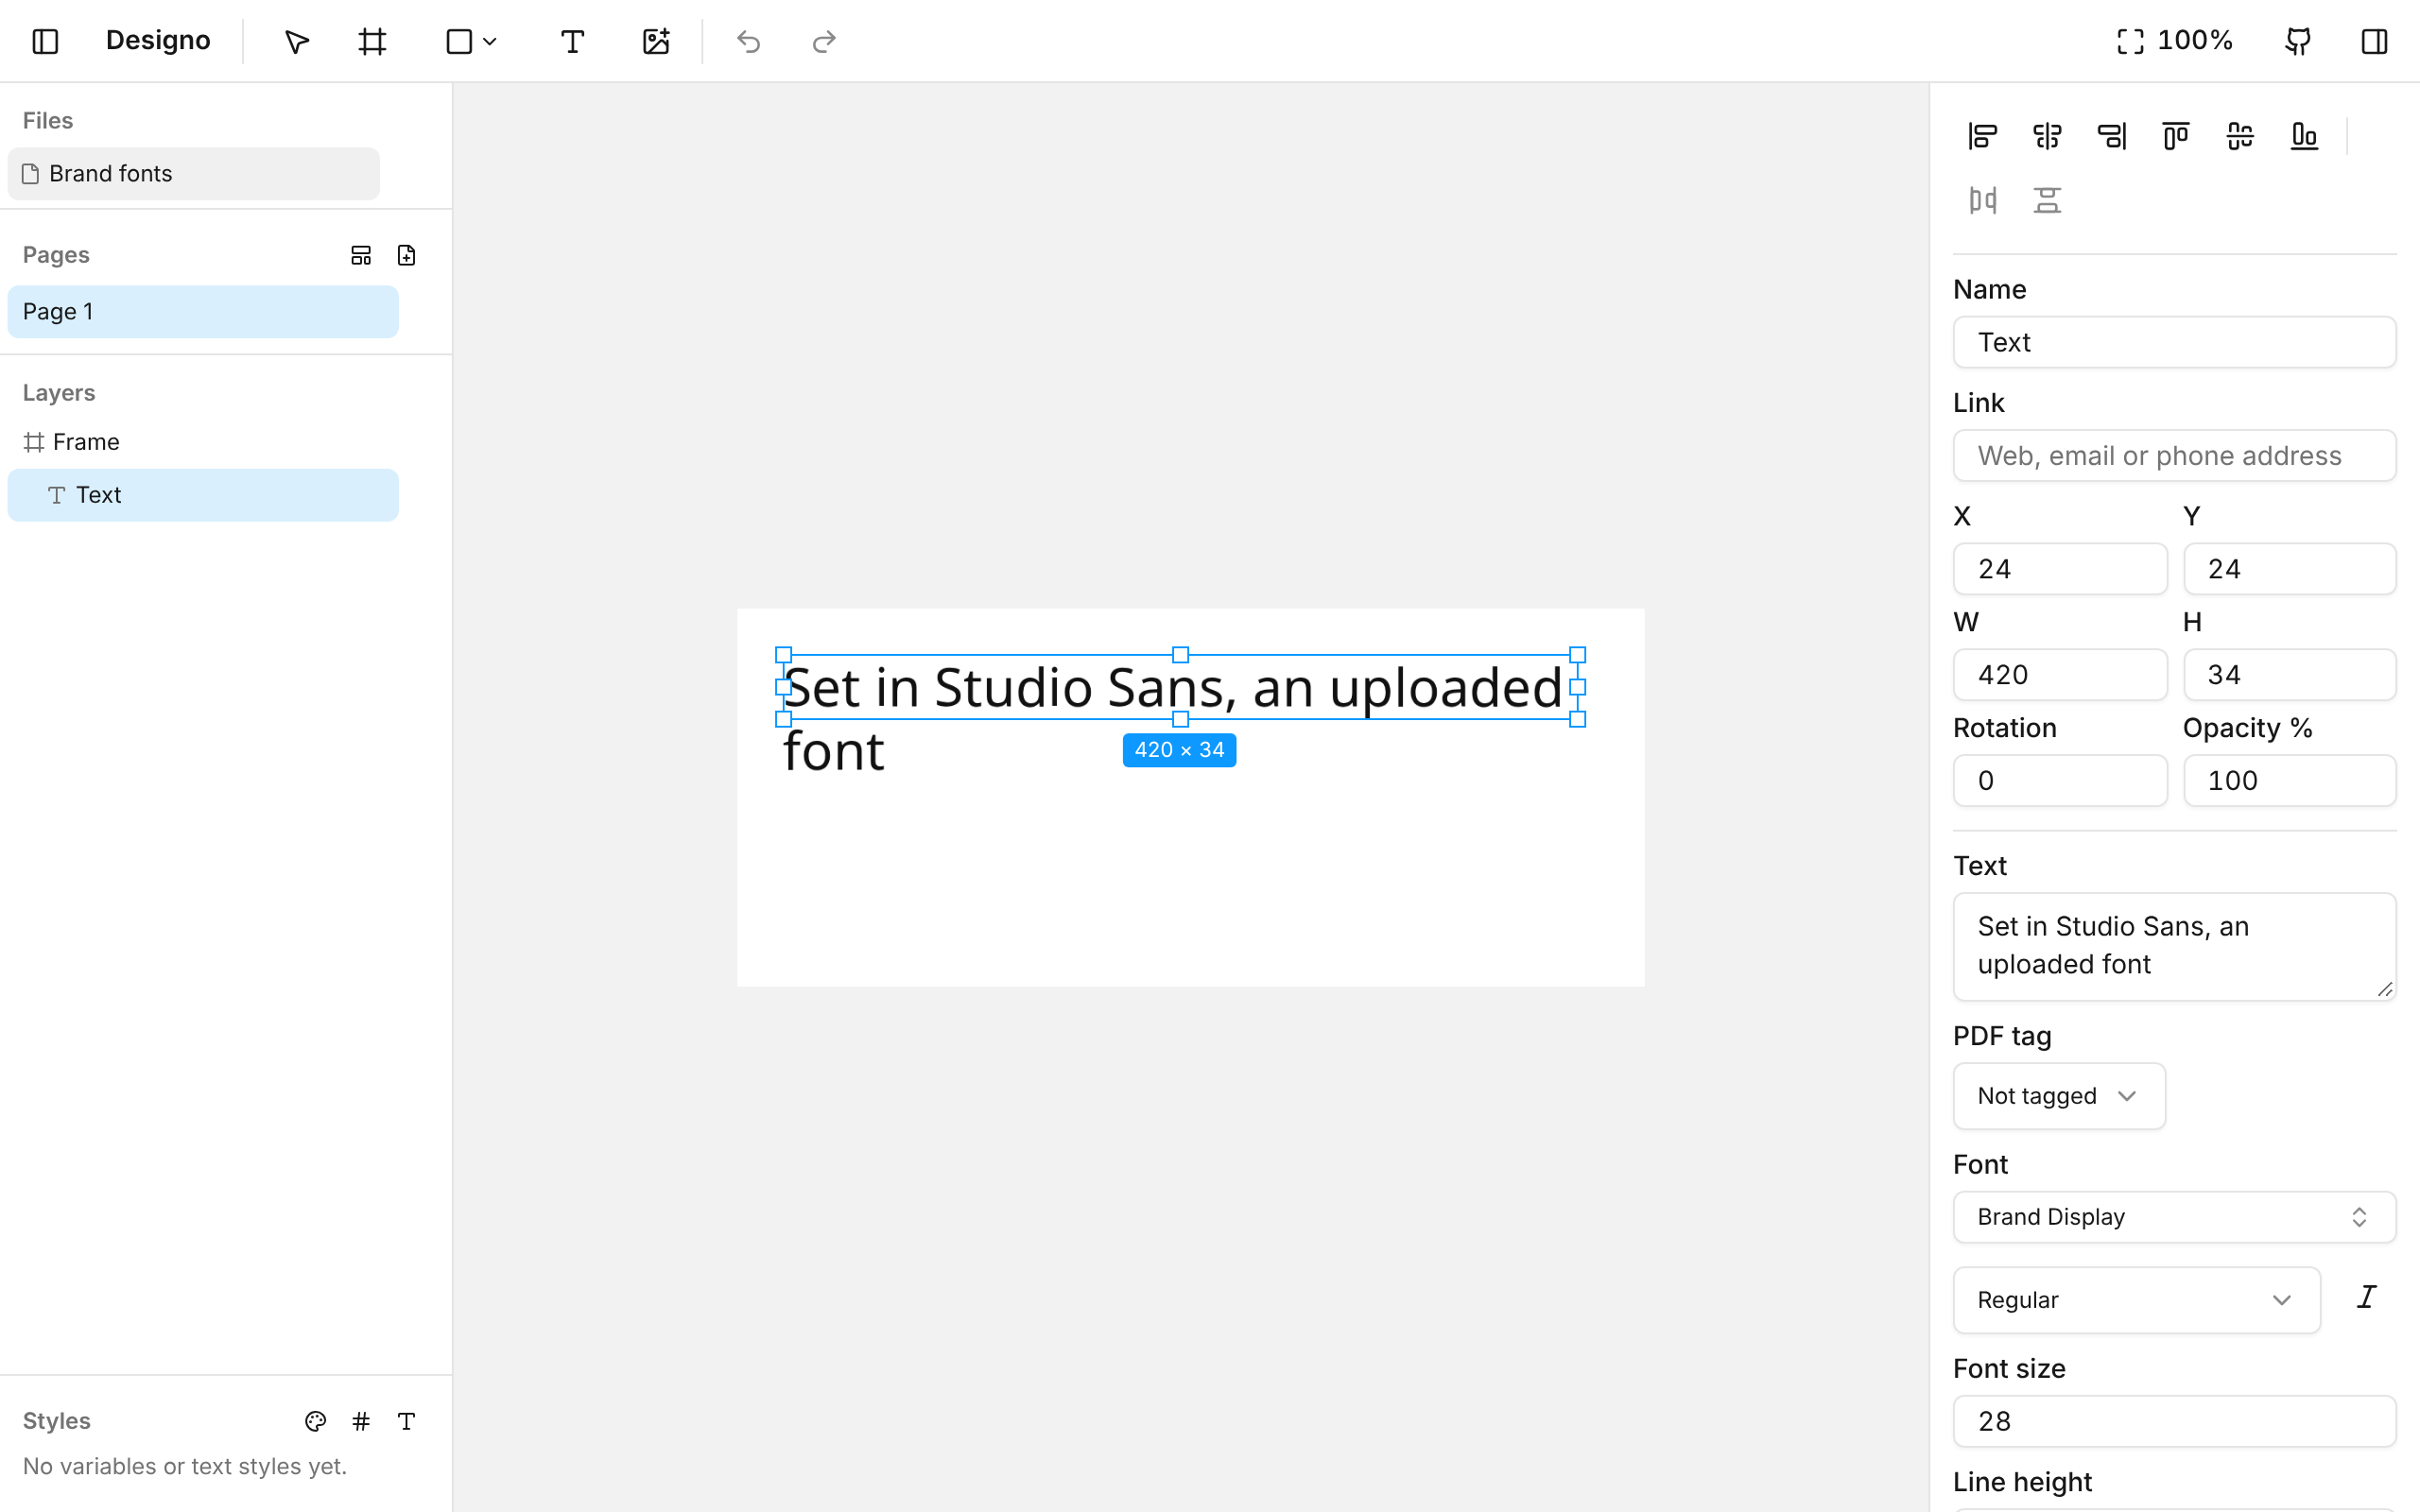 Designo
100%
Files
Brand fonts
Pages
Page 1
Layers
Frame
Text
Styles
No variables or text styles yet.
Set in Studio Sans, an uploaded
font
420 × 34
Name
Text
Link
Web, email or phone address
X
Y
24
24
W
H
420
34
Rotation
Opacity %
0
100
Text
Set in Studio Sans, an
uploaded font
PDF tag
Not tagged
Font
Brand Display
Regular
Font size
28
Line height